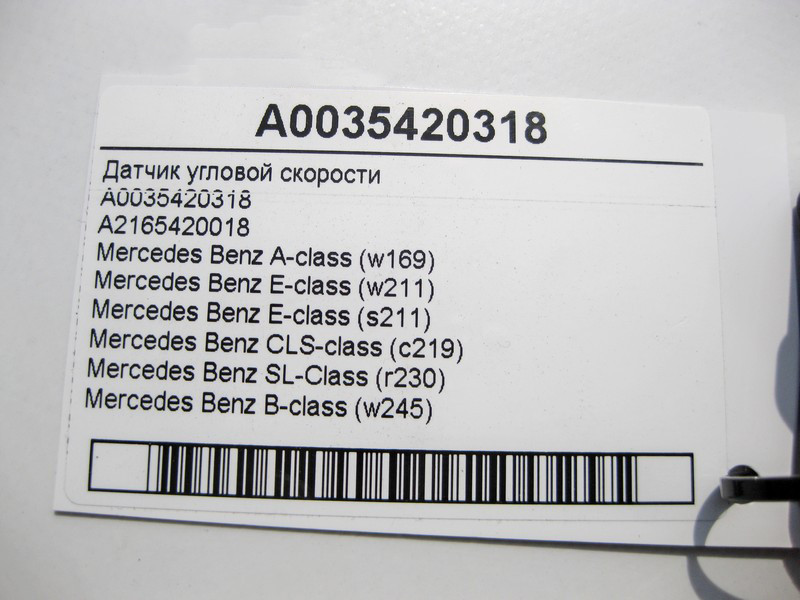 A0035420318
Датчик угловой скорости
A0035420318
A2165420018
Mercedes Benz A-class (w169)
Mercedes Benz E-class (w211)
Mercedes Benz E-class (s211)
Mercedes Benz CLS-class (c219)
Mercedes Benz SL-Class (r230)
Mercedes Benz B-class (w245)